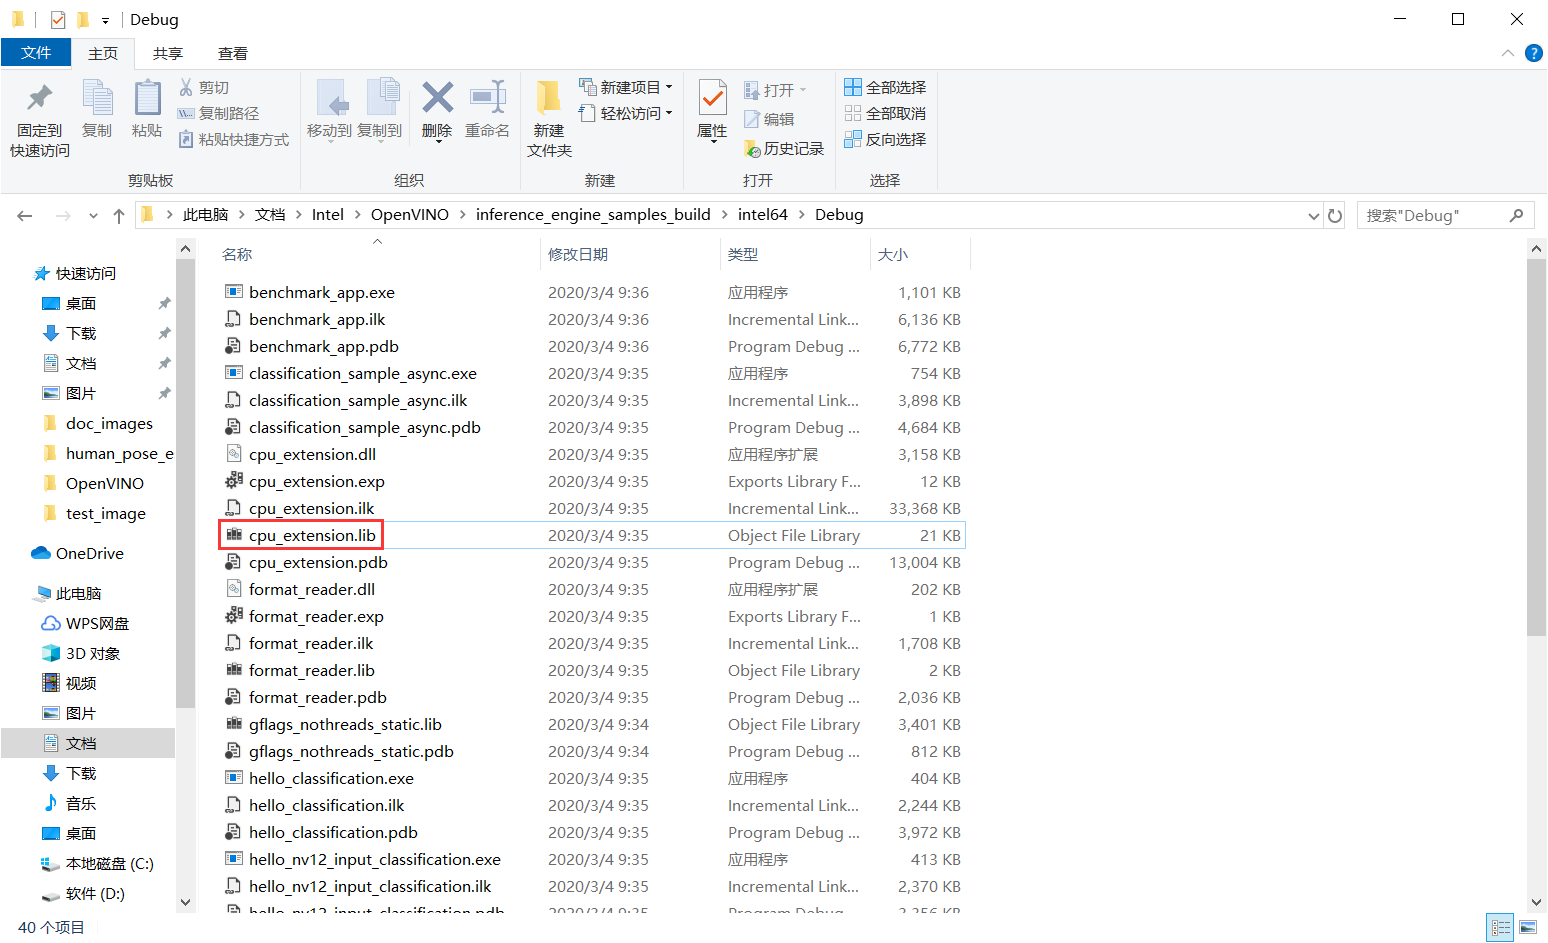 Debug
文件 主页 共享 查看
固定到
快速访问
复制
粘贴
剪切
复制路径
粘贴快捷方式
剪贴板
移动到
复制到
删除
重命名
组织
新建
文件夹
新建项目
轻松访问
新建
属性
打开
编辑
历史记录
打开
全部选择
全部取消
反向选择
选择
此电脑 › 文档 › Intel › OpenVINO › inference_engine_samples_build › intel64 › Debug
搜索"Debug"
快速访问
桌面
下载
文档
图片
doc_images
human_pose_e
OpenVINO
test_image
OneDrive
此电脑
WPS网盘
3D 对象
视频
图片
文档
下载
音乐
桌面
本地磁盘 (C:)
软件 (D:)
名称 修改日期 类型 大小
benchmark_app.exe 2020/3/4 9:36 应用程序 1,101 KB
benchmark_app.ilk 2020/3/4 9:36 Incremental Link... 6,136 KB
benchmark_app.pdb 2020/3/4 9:36 Program Debug ... 6,772 KB
classification_sample_async.exe 2020/3/4 9:35 应用程序 754 KB
classification_sample_async.ilk 2020/3/4 9:35 Incremental Link... 3,898 KB
classification_sample_async.pdb 2020/3/4 9:35 Program Debug ... 4,684 KB
cpu_extension.dll 2020/3/4 9:35 应用程序扩展 3,158 KB
cpu_extension.exp 2020/3/4 9:35 Exports Library F... 12 KB
cpu_extension.ilk 2020/3/4 9:35 Incremental Link... 33,368 KB
cpu_extension.lib 2020/3/4 9:35 Object File Library 21 KB
cpu_extension.pdb 2020/3/4 9:35 Program Debug ... 13,004 KB
format_reader.dll 2020/3/4 9:35 应用程序扩展 202 KB
format_reader.exp 2020/3/4 9:35 Exports Library F... 1 KB
format_reader.ilk 2020/3/4 9:35 Incremental Link... 1,708 KB
format_reader.lib 2020/3/4 9:35 Object File Library 2 KB
format_reader.pdb 2020/3/4 9:35 Program Debug ... 2,036 KB
gflags_nothreads_static.lib 2020/3/4 9:34 Object File Library 3,401 KB
gflags_nothreads_static.pdb 2020/3/4 9:34 Program Debug ... 812 KB
hello_classification.exe 2020/3/4 9:35 应用程序 404 KB
hello_classification.ilk 2020/3/4 9:35 Incremental Link... 2,244 KB
hello_classification.pdb 2020/3/4 9:35 Program Debug ... 3,972 KB
hello_nv12_input_classification.exe 2020/3/4 9:35 应用程序 413 KB
hello_nv12_input_classification.ilk 2020/3/4 9:35 Incremental Link... 2,370 KB
hello_nv12_input_classification.pdb 2020/3/4 9:35 Program Debug ... 3,356 KB
40 个项目